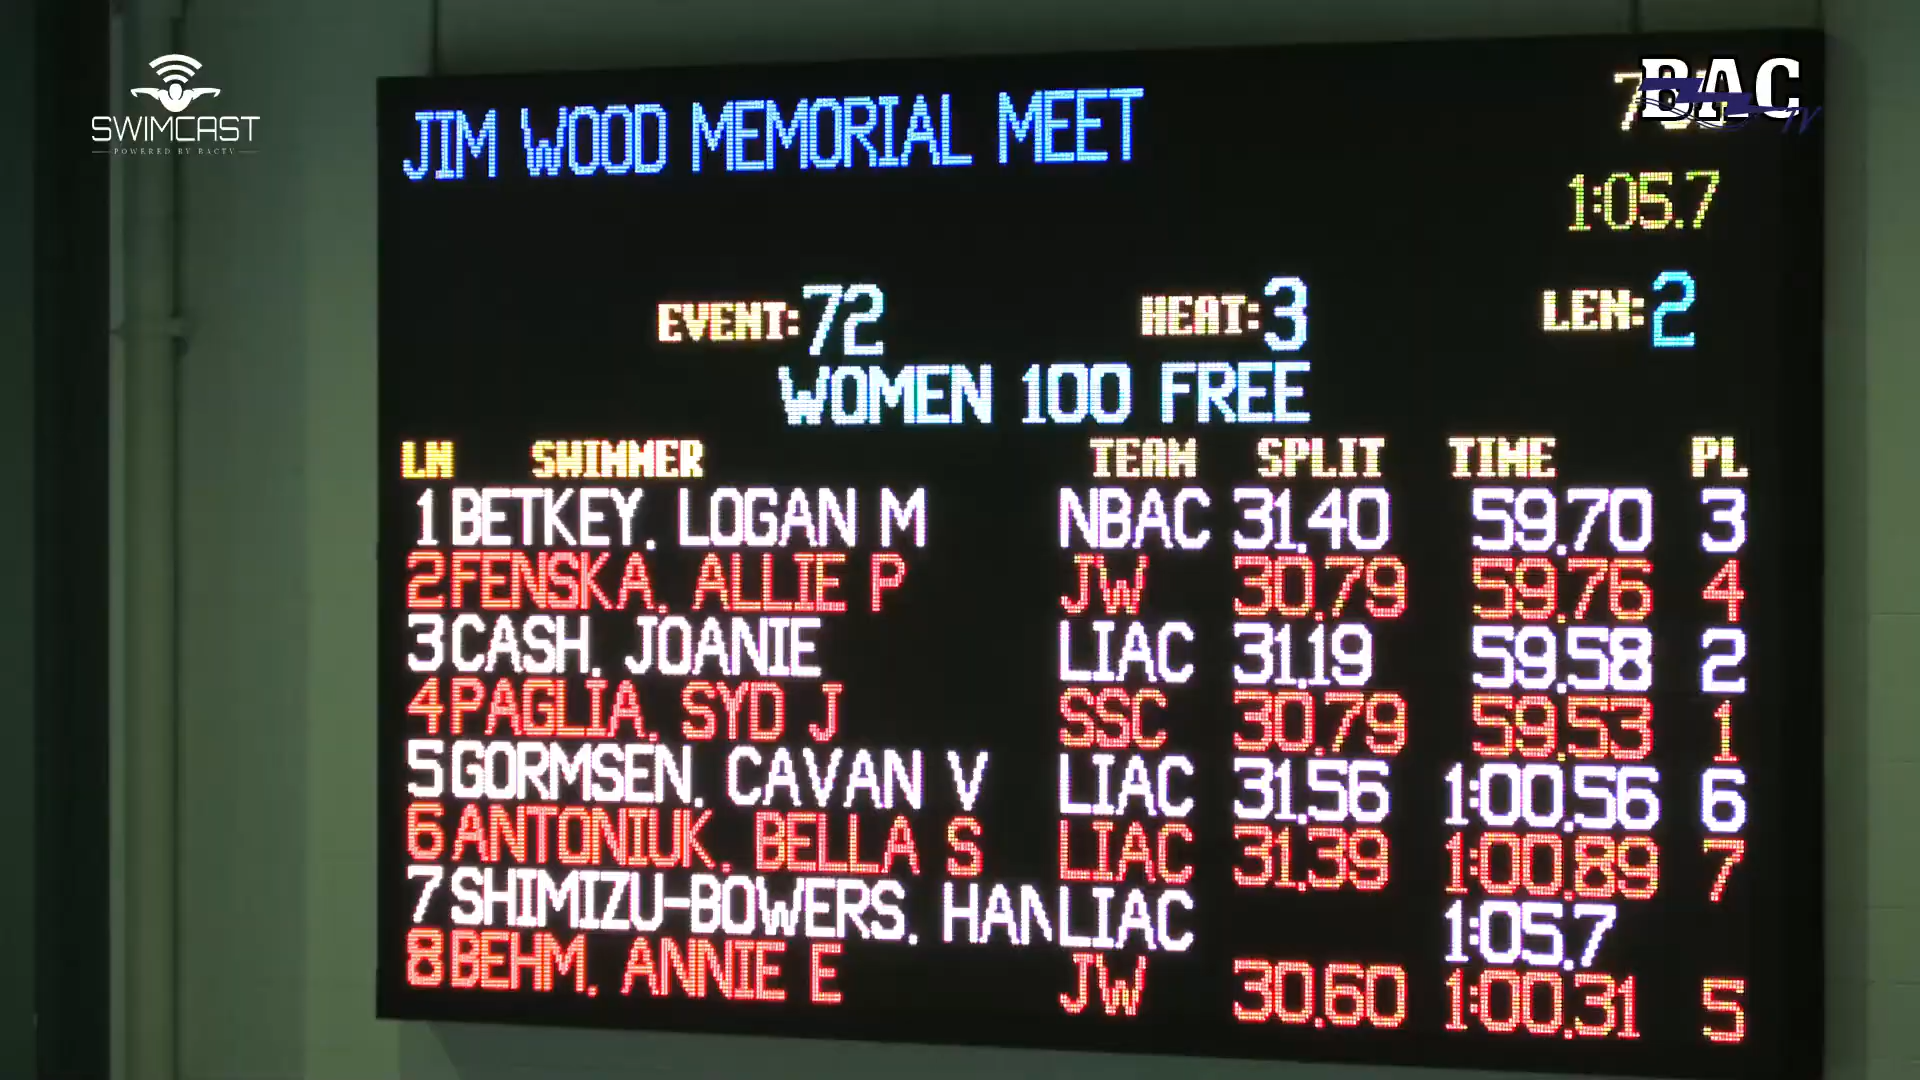 SWIMCAST
POWERED BY BACTV
BAC
TV
JIM WOOD MEMORIAL MEET
1:05.7
EVENT:72 HEAT:3 LEN:2
WOMEN 100 FREE
LN SWIMMER TEAM SPLIT TIME PL
1 BETKEY, LOGAN M NBAC 31.40 59.70 3
2 FENSKA, ALLIE P JW 30.79 59.76 4
3 CASH, JOANIE LIAC 31.19 59.58 2
4 PAGLIA, SYD J SSC 30.79 59.53 1
5 GORMSEN, CAVAN V LIAC 31.56 1:00.56 6
6 ANTONIUK, BELLA S LIAC 31.39 1:00.89 7
7 SHIMIZU-BOWERS, HAN LIAC 1:05.7
8 BEHM, ANNIE E JW 30.60 1:00.31 5